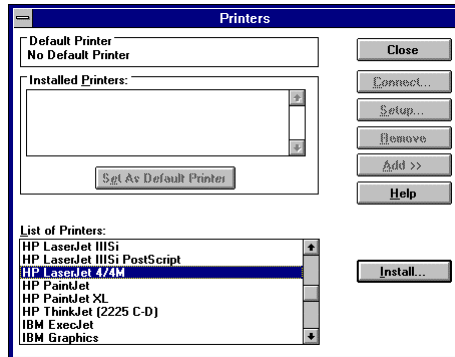 Printers
Default Printer
No Default Printer
Installed Printers:
Set As Default Printer
Close
Connect...
Setup...
Remove
Add >>
Help
List of Printers:
HP LaserJet IIISi
HP LaserJet IIISi PostScript
HP LaserJet 4/4M
HP PaintJet
HP PaintJet XL
HP ThinkJet (2225 C-D)
IBM ExecJet
IBM Graphics
Install...